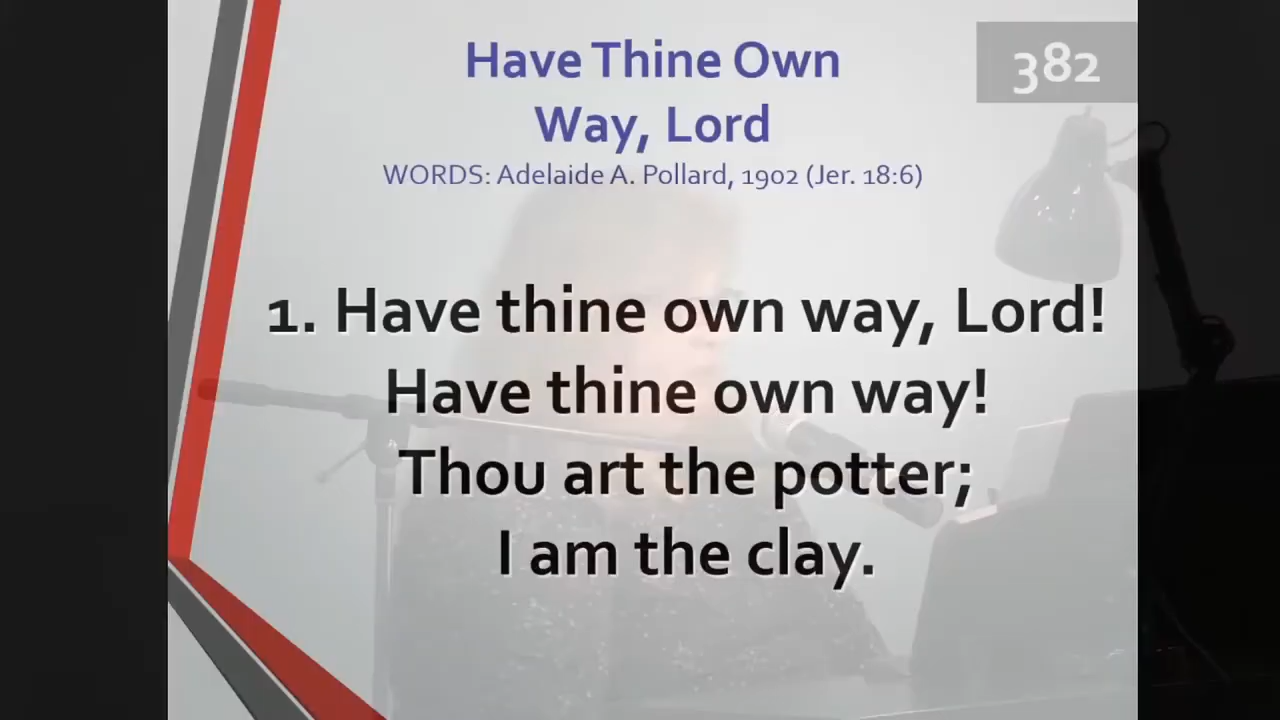 Have Thine Own
Way, Lord
382
WORDS: Adelaide A. Pollard, 1902 (Jer. 18:6)
1. Have thine own way, Lord!
Have thine own way!
Thou art the potter;
I am the clay.